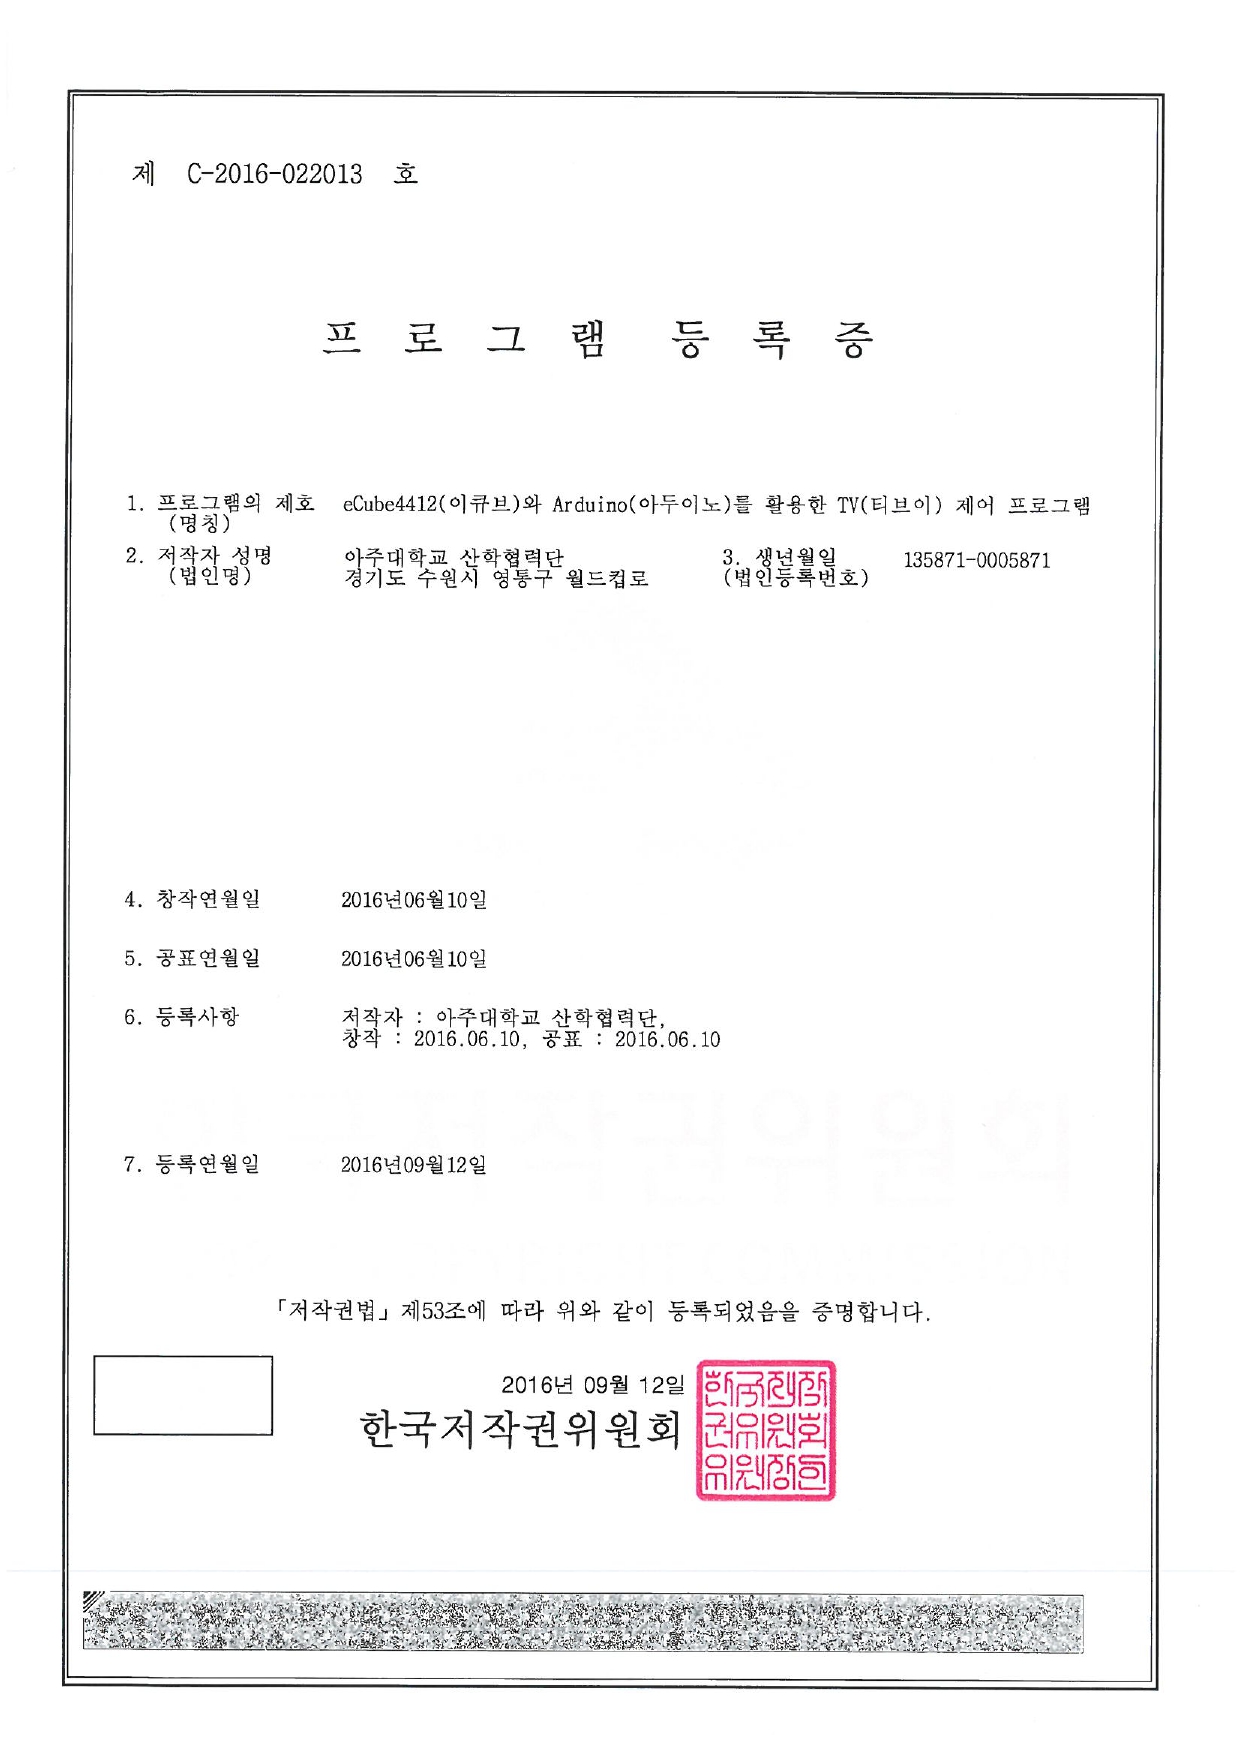 제 C-2016-022013 호
프 로 그 램 등 록 증
1. 프로그램의 제호 eCube4412(이큐브)와 Arduino(아두이노)를 활용한 TV(티브이) 제어 프로그램
(명칭)
2. 저작자 성명 아주대학교 산학협력단 3. 생년월일 135871-0005871
(법인명) 경기도 수원시 영통구 월드컵로 (법인등록번호)
4. 창작연월일 2016년06월10일
5. 공표연월일 2016년06월10일
6. 등록사항 저작자 : 아주대학교 산학협력단,
창작 : 2016.06.10, 공표 : 2016.06.10
7. 등록연월일 2016년09월12일
「저작권법」 제53조에 따라 위와 같이 등록되었음을 증명합니다.
2016년 09월 12일
한국저작권위원회
한국저작
권위원회
위원장인